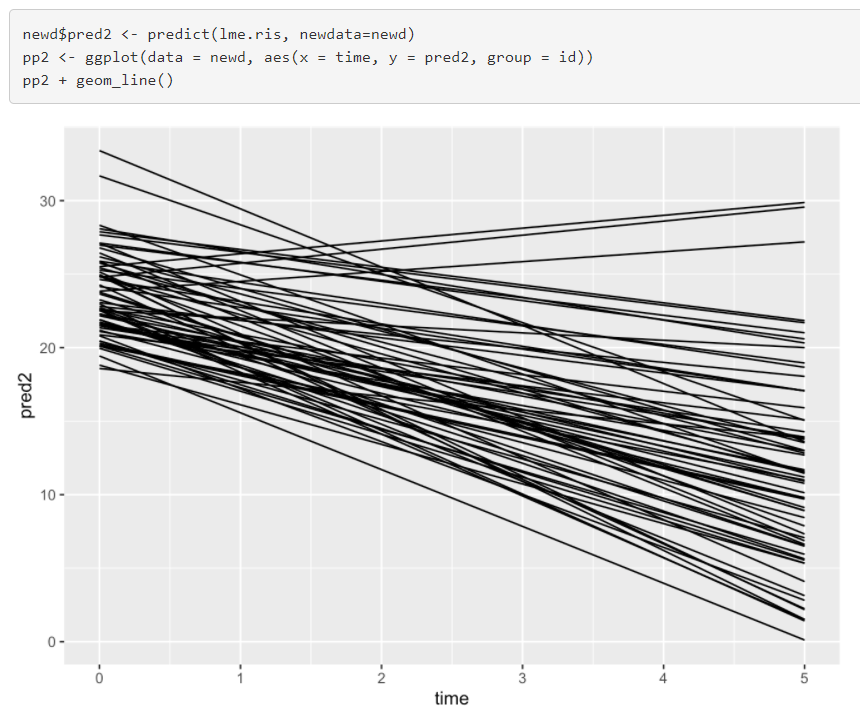 newd$pred2 <- predict(lme.ris, newdata=newd)
pp2 <- ggplot(data = newd, aes(x = time, y = pred2, group = id))
pp2 + geom_line()
30
20
10
0
pred2
0 1 2 3 4 5
time